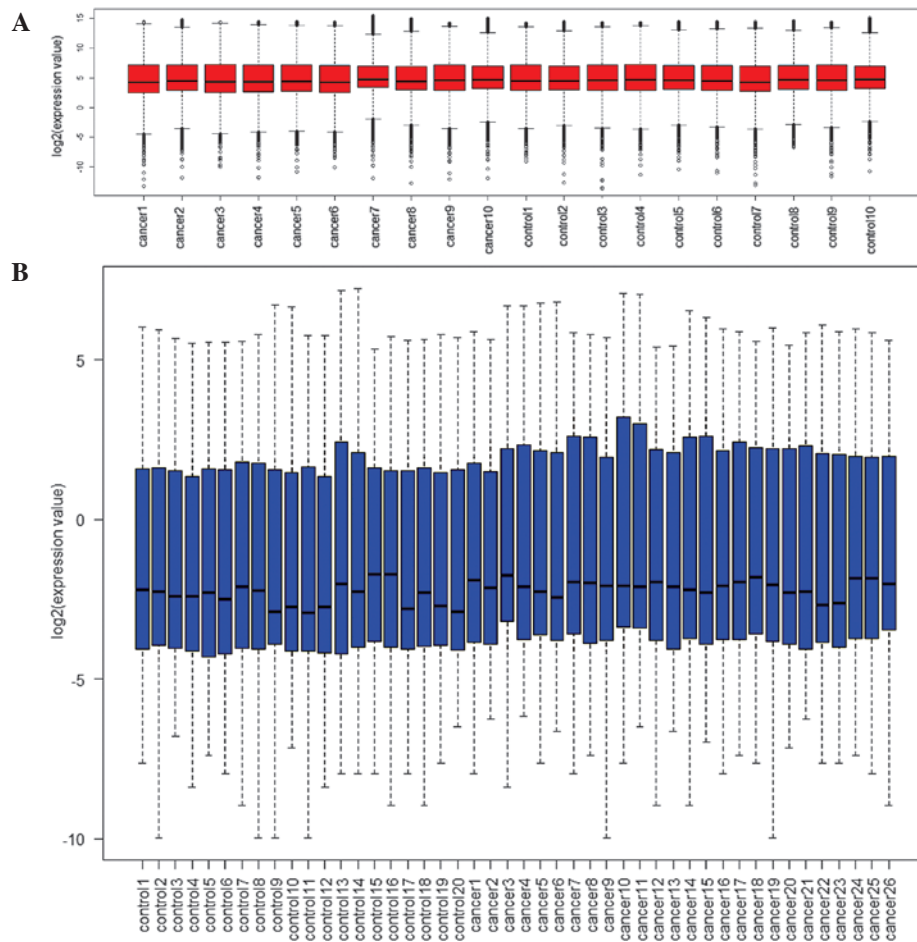 A
log2(expression value)
15
10
5
0
-5
-10
cancer1
cancer2
cancer3
cancer4
cancer5
cancer6
cancer7
cancer8
cancer9
cancer10
control1
control2
control3
control4
control5
control6
control7
control8
control9
control10
B
log2(expression value)
5
0
-5
-10
control1
control2
control3
control4
control5
control6
control7
control8
control9
control10
control11
control12
control13
control14
control15
control16
control17
control18
control19
control20
cancer1
cancer2
cancer3
cancer4
cancer5
cancer6
cancer7
cancer8
cancer9
cancer10
cancer11
cancer12
cancer13
cancer14
cancer15
cancer16
cancer17
cancer18
cancer19
cancer20
cancer21
cancer22
cancer23
cancer24
cancer25
cancer26